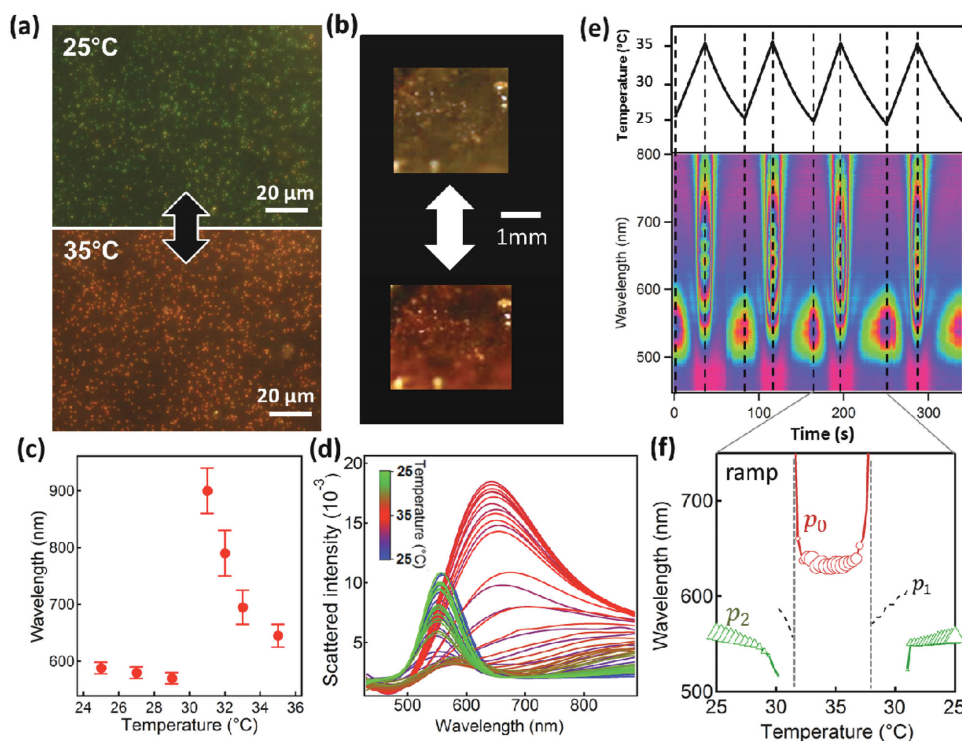 (a)
25°C
20 µm
35°C
20 µm
(b)
1mm
(e)
Temperature (°C)
35
30
25
Wavelength (nm)
800
700
600
500
0
100
200
300
Time (s)
(c)
Wavelength (nm)
900
800
700
600
24
26
28
30
32
34
36
Temperature (°C)
(d)
Scattered intensity (10⁻³)
20
15
10
5
25
35
25
Temperature (°C)
500
600
700
800
Wavelength (nm)
(f)
ramp
Wavelength (nm)
700
600
500
p₀
p₁
p₂
25
30
35
30
25
Temperature (°C)